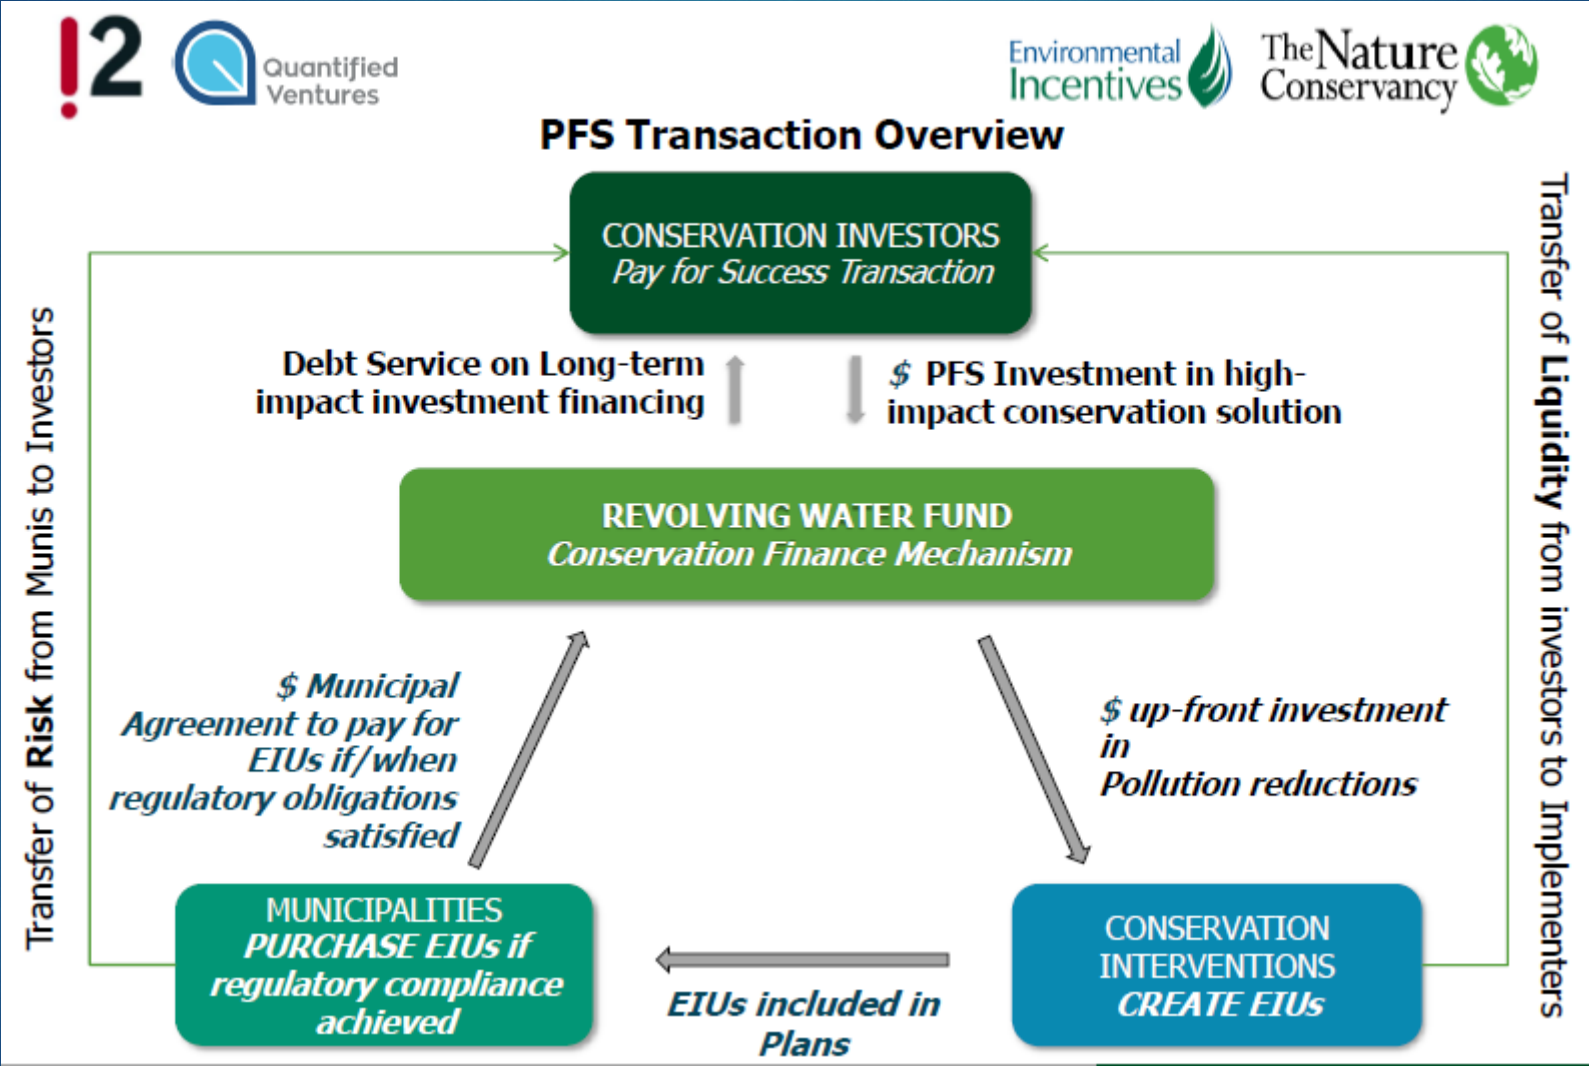 !2
Quantified
Ventures
Environmental
Incentives
The Nature
Conservancy
PFS Transaction Overview
CONSERVATION INVESTORS
Pay for Success Transaction
Debt Service on Long-term
impact investment financing
$ PFS Investment in high-
impact conservation solution
REVOLVING WATER FUND
Conservation Finance Mechanism
$ Municipal
Agreement to pay for
EIUs if/when
regulatory obligations
satisfied
$ up-front investment
in
Pollution reductions
MUNICIPALITIES
PURCHASE EIUs if
regulatory compliance
achieved
EIUs included in
Plans
CONSERVATION
INTERVENTIONS
CREATE EIUs
Transfer of Risk from Munis to Investors
Transfer of Liquidity from investors to Implementers